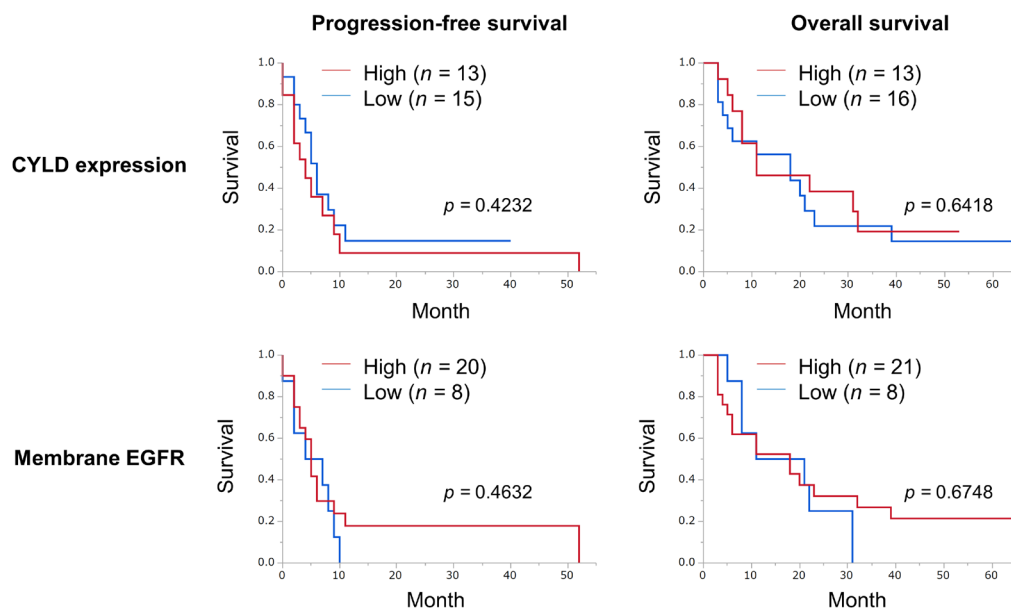 Progression-free survival
Overall survival
CYLD expression
Survival
1.0
0.8
0.6
0.4
0.2
0.0
High (n = 13)
Low (n = 15)
p = 0.4232
0 10 20 30 40 50
Month
Survival
1.0
0.8
0.6
0.4
0.2
0.0
High (n = 13)
Low (n = 16)
p = 0.6418
0 10 20 30 40 50 60
Month
Membrane EGFR
Survival
1.0
0.8
0.6
0.4
0.2
0.0
High (n = 20)
Low (n = 8)
p = 0.4632
0 10 20 30 40 50
Month
Survival
1.0
0.8
0.6
0.4
0.2
0.0
High (n = 21)
Low (n = 8)
p = 0.6748
0 10 20 30 40 50 60
Month